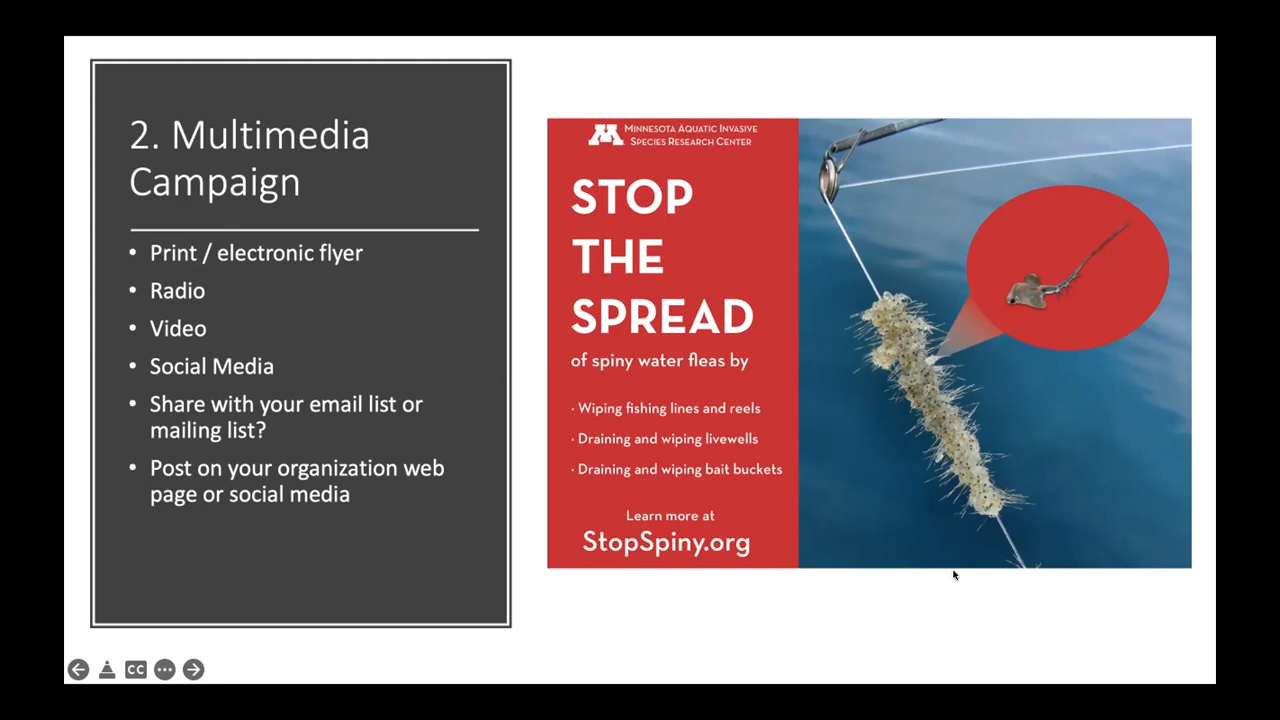 2. Multimedia
Campaign
• Print / electronic flyer
• Radio
• Video
• Social Media
• Share with your email list or
mailing list?
• Post on your organization web
page or social media
M
MINNESOTA AQUATIC INVASIVE
SPECIES RESEARCH CENTER
STOP
THE
SPREAD
of spiny water fleas by
· Wiping fishing lines and reels
· Draining and wiping livewells
· Draining and wiping bait buckets
Learn more at
StopSpiny.org
CC